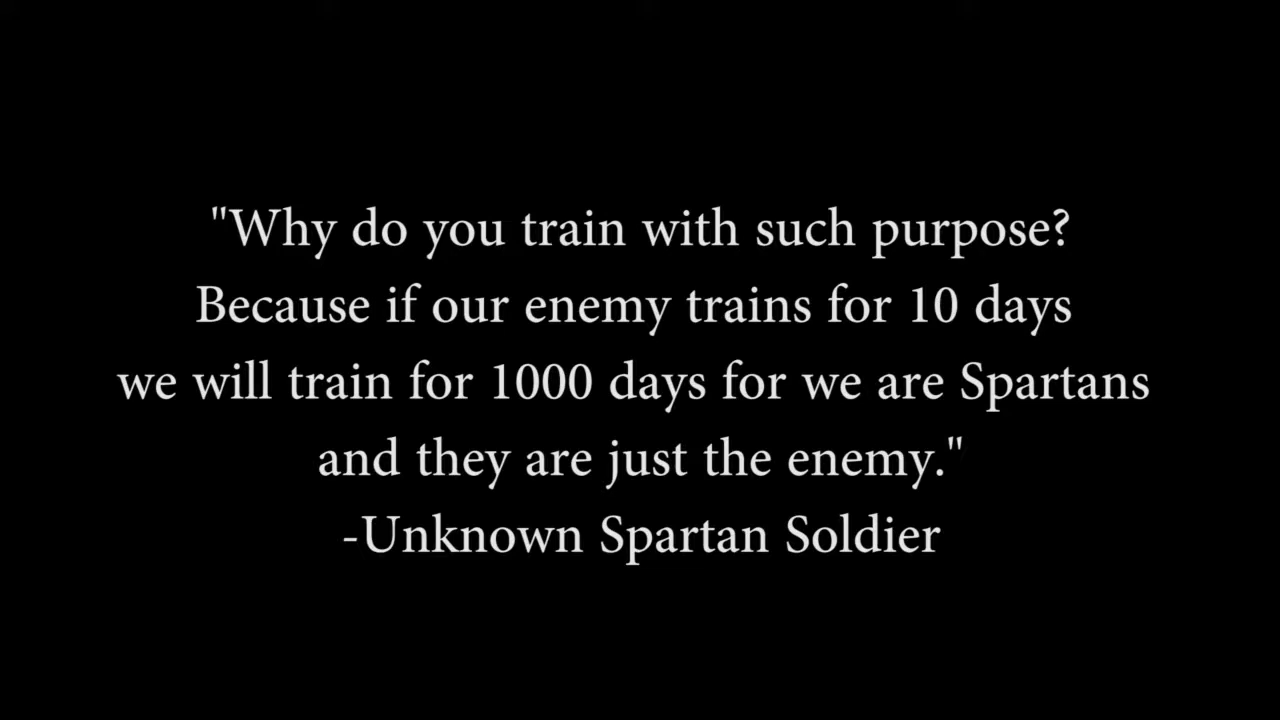 "Why do you train with such purpose?
Because if our enemy trains for 10 days
we will train for 1000 days for we are Spartans
and they are just the enemy."
-Unknown Spartan Soldier